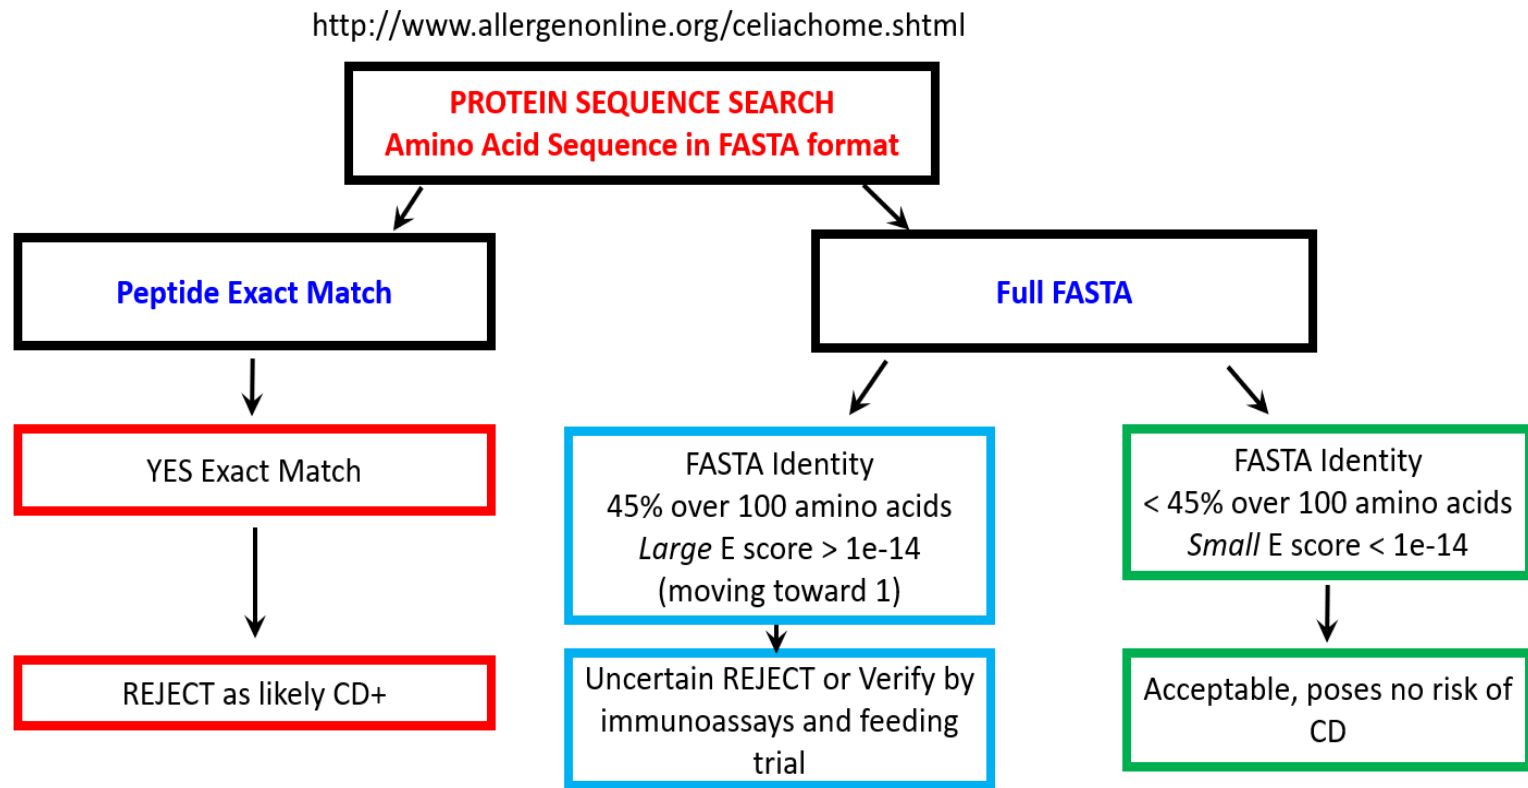 http://www.allergenonline.org/celiachome.shtml
PROTEIN SEQUENCE SEARCH
Amino Acid Sequence in FASTA format
Peptide Exact Match
Full FASTA
YES Exact Match
FASTA Identity
45% over 100 amino acids
Large E score > 1e-14
(moving toward 1)
FASTA Identity
< 45% over 100 amino acids
Small E score < 1e-14
REJECT as likely CD+
Uncertain REJECT or Verify by
immunoassays and feeding
trial
Acceptable, poses no risk of
CD